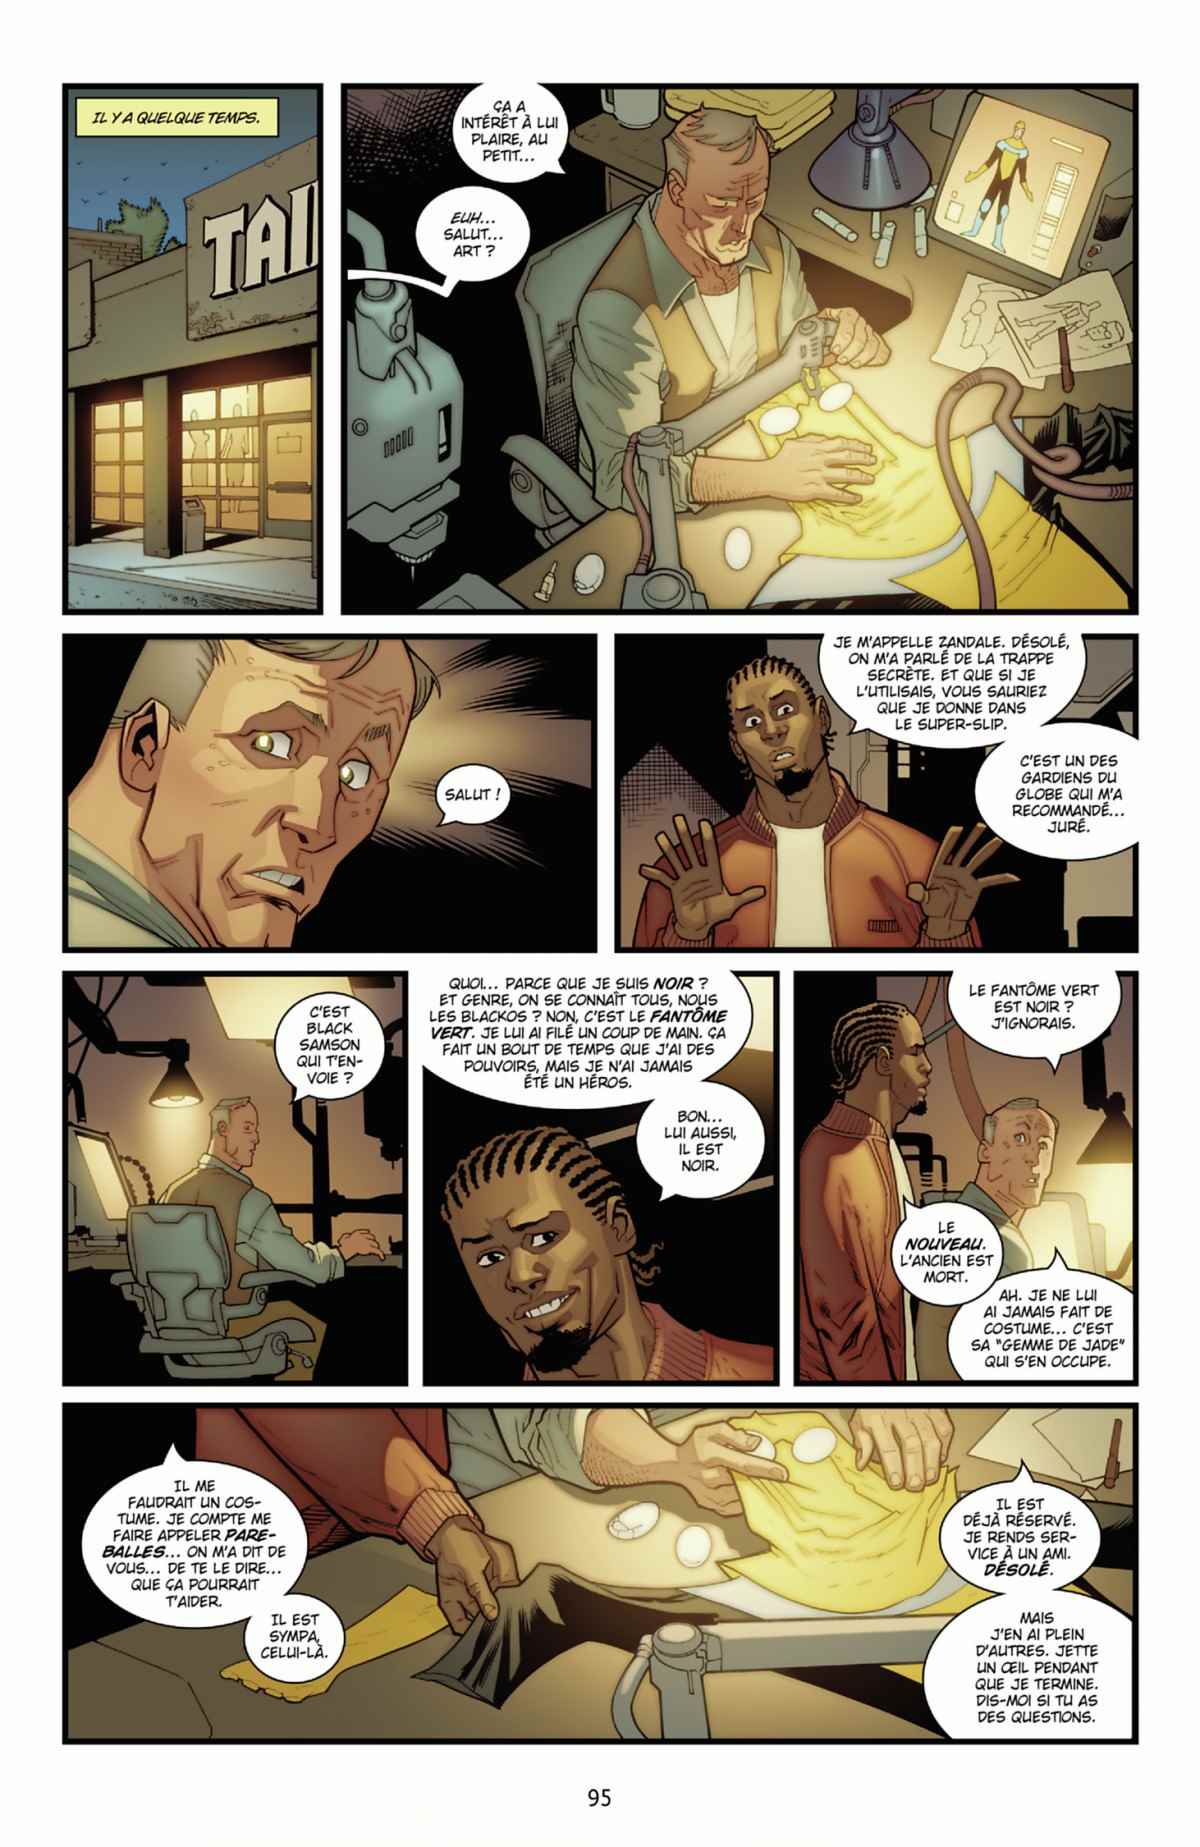 IL Y A QUELQUE TEMPS.
TAI
ÇA A
INTÉRÊT À LUI
PLAIRE, AU
PETIT...
EUH...
SALUT...
ART ?
SALUT !
JE M'APPELLE ZANDALE. DÉSOLÉ,
ON M'A PARLÉ DE LA TRAPPE
SECRÈTE. ET QUE SI JE
L'UTILISAIS, VOUS SAURIEZ
QUE JE DONNE DANS
LE SUPER-SLIP.
C'EST UN DES
GARDIENS DU
GLOBE QUI M'A
RECOMMANDÉ...
JURÉ.
C'EST
BLACK
SAMSON
QUI T'EN-
VOIE ?
QUOI... PARCE QUE JE SUIS NOIR ?
ET GENRE, ON SE CONNAÎT TOUS, NOUS
LES BLACKOS ? NON, C'EST LE FANTÔME
VERT. JE LUI AI FILÉ UN COUP DE MAIN. ÇA
FAIT UN BOUT DE TEMPS QUE J'AI DES
POUVOIRS, MAIS JE N'AI JAMAIS
ÉTÉ UN HÉROS.
BON...
LUI AUSSI,
IL EST
NOIR.
LE FANTÔME VERT
EST NOIR ?
J'IGNORAIS.
LE
NOUVEAU.
L'ANCIEN EST
MORT.
AH. JE NE LUI
AI JAMAIS FAIT DE
COSTUME... C'EST
SA "GEMME DE JADE"
QUI S'EN OCCUPE.
IL ME
FAUDRAIT UN COS-
TUME. JE COMPTE ME
FAIRE APPELER PARE-
BALLES... ON M'A DIT DE
VOUS... DE TE LE DIRE...
QUE ÇA POURRAIT
T'AIDER.
IL EST
SYMPA,
CELUI-LÀ.
IL EST
DÉJÀ RÉSERVÉ.
JE RENDS SER-
VICE À UN AMI.
DÉSOLÉ.
MAIS
J'EN AI PLEIN
D'AUTRES. JETTE
UN ŒIL PENDANT
QUE JE TERMINE.
DIS-MOI SI TU AS
DES QUESTIONS.
95